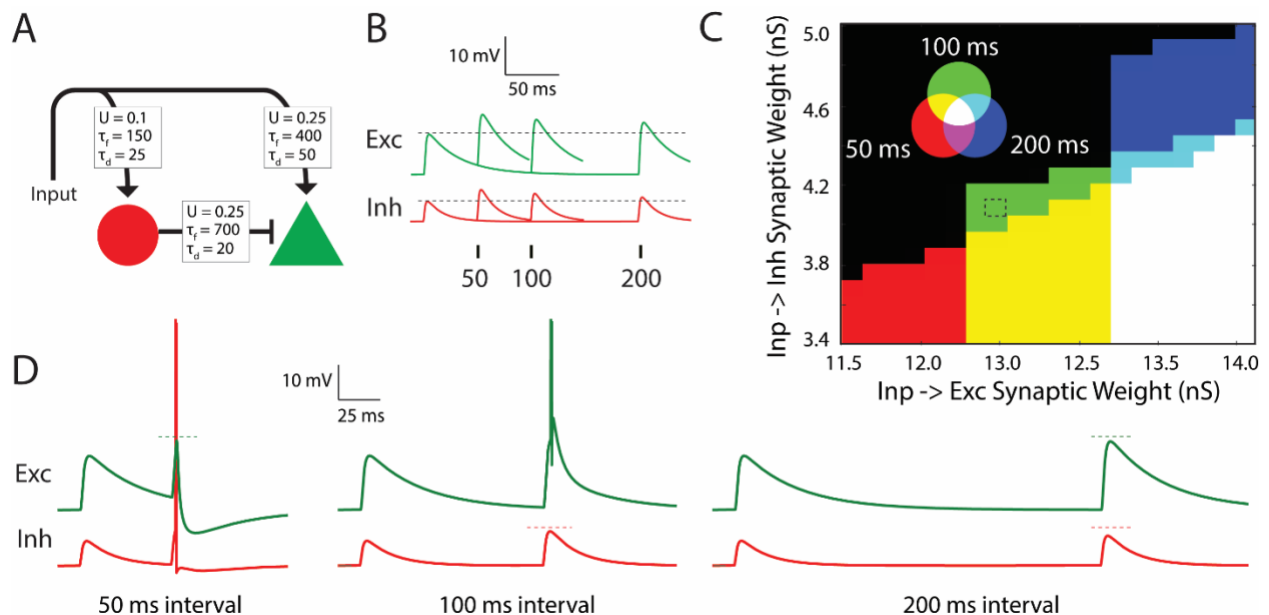 A
U = 0.1
τf = 150
τd = 25
U = 0.25
τf = 400
τd = 50
Input
U = 0.25
τf = 700
τd = 20
B
10 mV
50 ms
Exc
Inh
50 100 200
C
Inp -> Inh Synaptic Weight (nS)
5.0
4.6
4.2
3.8
3.4
100 ms
50 ms
200 ms
11.5 12.0 13.0 12.5 13.5 14.0
Inp -> Exc Synaptic Weight (nS)
D
10 mV
25 ms
Exc
Inh
50 ms interval
100 ms interval
200 ms interval